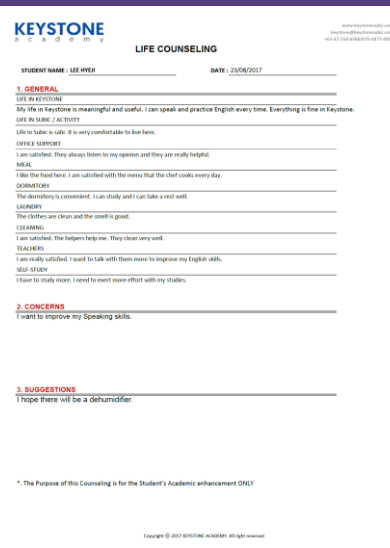 KEYSTONE
academy
LIFE COUNSELING
STUDENT NAME : LEE HYEJI
DATE : 23/08/2017
1. GENERAL
LIFE IN KEYSTONE
My life in Keystone is meaningful and useful. I can speak and practice English every time. Everything is fine in Keystone.
LIFE IN SUBIC / ACTIVITY
Life in Subic is safe. It is very comfortable to live here.
OFFICE SUPPORT
I am satisfied. They always listen to my opinion and they are really helpful.
MEAL
I like the food here. I am satisfied with the menu that the chef cooks every day.
DORMITORY
The dormitory is convenient. I can study and I can take a rest well.
LAUNDRY
The clothes are clean and the smell is good.
CLEANING
I am satisfied. The helpers help me. They clean very well.
TEACHERS
I am really satisfied. I want to talk with them more to improve my English skills.
SELF-STUDY
I have to study more. I need to exert more effort with my studies.
2. CONCERNS
I want to improve my Speaking skills.
3. SUGGESTIONS
I hope there will be a dehumidifier.
*. The Purpose of this Counseling is for the Student's Academic enhancement ONLY
Copyright ⓒ 2017 KEYSTONE ACADEMY. All right reserved